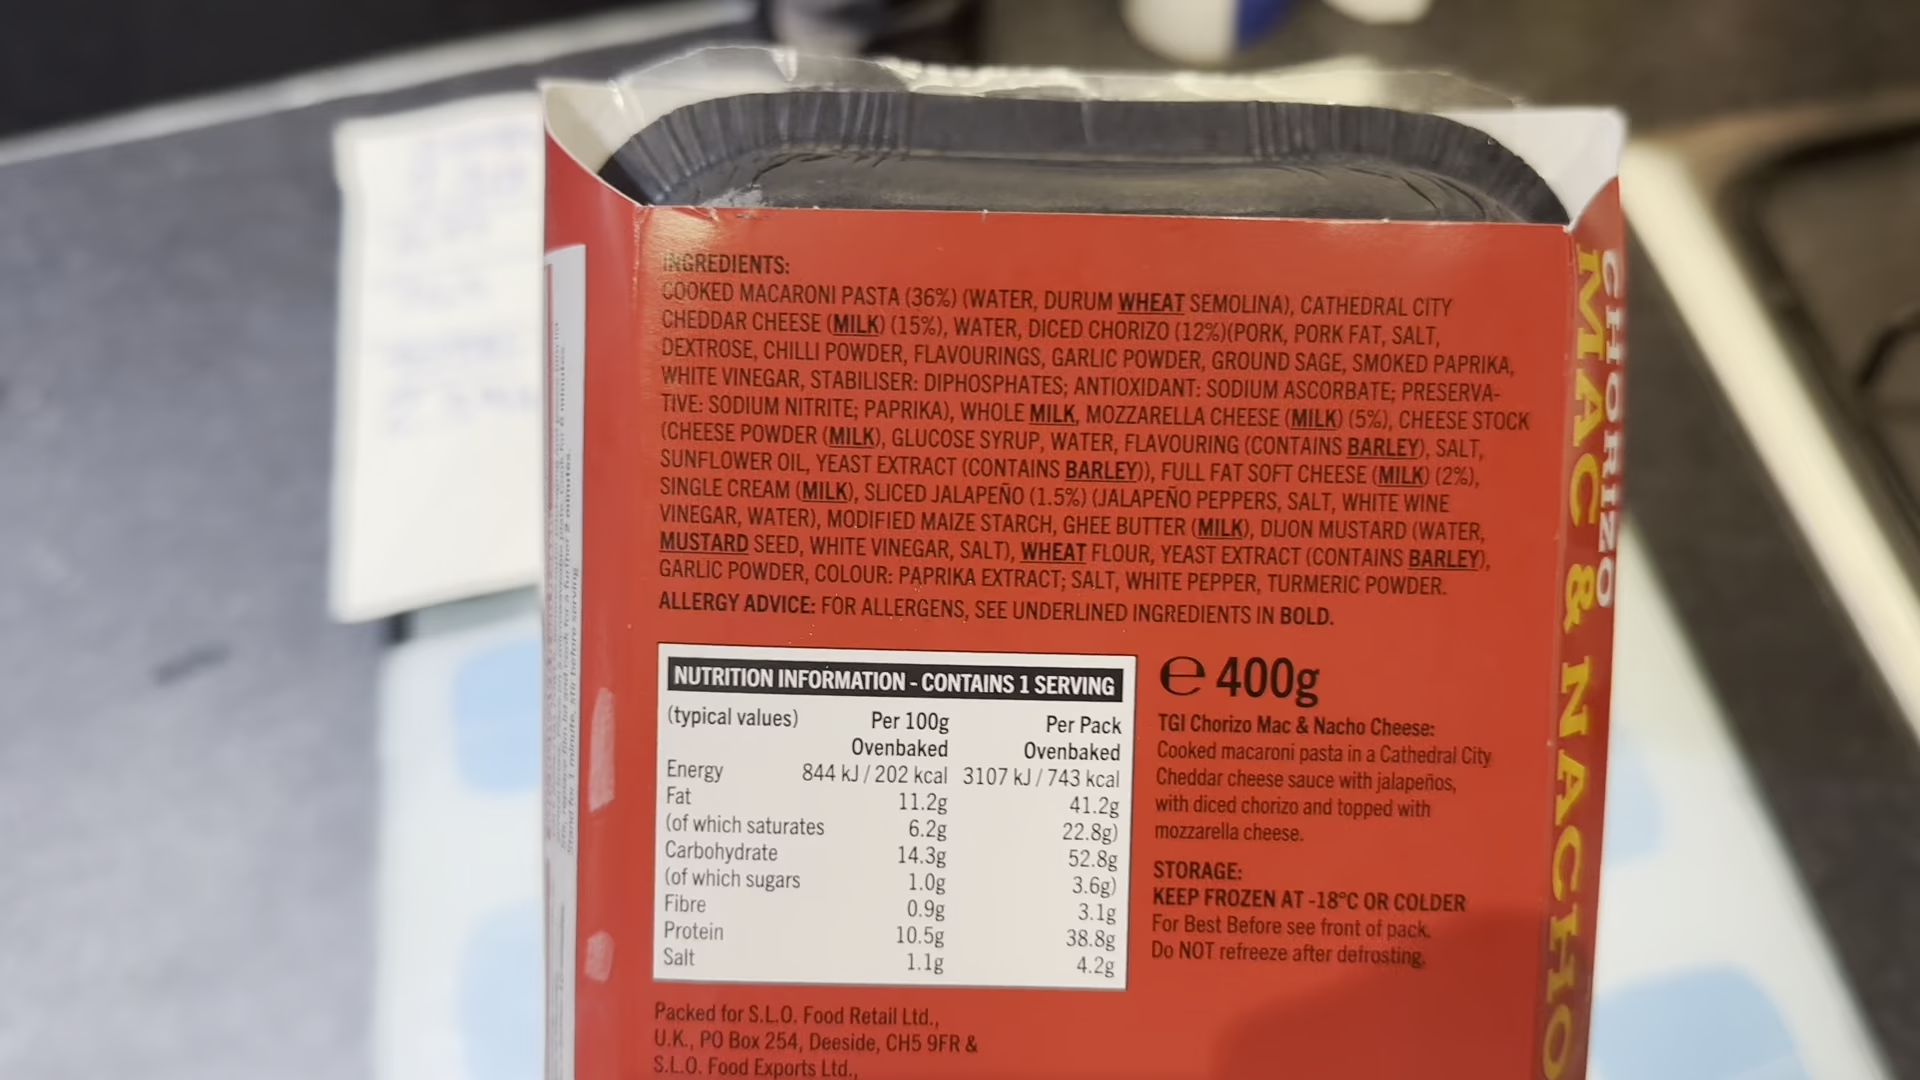 INGREDIENTS:
COOKED MACARONI PASTA (36%) (WATER, DURUM WHEAT SEMOLINA), CATHEDRAL CITY
CHEDDAR CHEESE (MILK) (15%), WATER, DICED CHORIZO (12%)(PORK, PORK FAT, SALT,
DEXTROSE, CHILLI POWDER, FLAVOURINGS, GARLIC POWDER, GROUND SAGE, SMOKED PAPRIKA,
WHITE VINEGAR, STABILISER: DIPHOSPHATES; ANTIOXIDANT: SODIUM ASCORBATE; PRESERVA-
TIVE: SODIUM NITRITE; PAPRIKA), WHOLE MILK, MOZZARELLA CHEESE (MILK) (5%), CHEESE STOCK
(CHEESE POWDER (MILK), GLUCOSE SYRUP, WATER, FLAVOURING (CONTAINS BARLEY), SALT,
SUNFLOWER OIL, YEAST EXTRACT (CONTAINS BARLEY)), FULL FAT SOFT CHEESE (MILK) (2%),
SINGLE CREAM (MILK), SLICED JALAPEÑO (1.5%) (JALAPEÑO PEPPERS, SALT, WHITE WINE
VINEGAR, WATER), MODIFIED MAIZE STARCH, GHEE BUTTER (MILK), DIJON MUSTARD (WATER,
MUSTARD SEED, WHITE VINEGAR, SALT), WHEAT FLOUR, YEAST EXTRACT (CONTAINS BARLEY),
GARLIC POWDER, COLOUR: PAPRIKA EXTRACT; SALT, WHITE PEPPER, TURMERIC POWDER.
ALLERGY ADVICE: FOR ALLERGENS, SEE UNDERLINED INGREDIENTS IN BOLD.
NUTRITION INFORMATION - CONTAINS 1 SERVING
(typical values) Per 100g Per Pack
Ovenbaked Ovenbaked
Energy 844 kJ / 202 kcal 3107 kJ / 743 kcal
Fat 11.2g 41.2g
(of which saturates 6.2g 22.8g)
Carbohydrate 14.3g 52.8g
(of which sugars 1.0g 3.6g)
Fibre 0.9g 3.1g
Protein 10.5g 38.8g
Salt 1.1g 4.2g
℮ 400g
TGI Chorizo Mac & Nacho Cheese:
Cooked macaroni pasta in a Cathedral City
Cheddar cheese sauce with jalapeños,
with diced chorizo and topped with
mozzarella cheese.
STORAGE:
KEEP FROZEN AT -18°C OR COLDER
For Best Before see front of pack.
Do NOT refreeze after defrosting.
Packed for S.L.O. Food Retail Ltd.,
U.K., PO Box 254, Deeside, CH5 9FR &
S.L.O. Food Exports Ltd.,
CHORIZO
MAC & NACHO